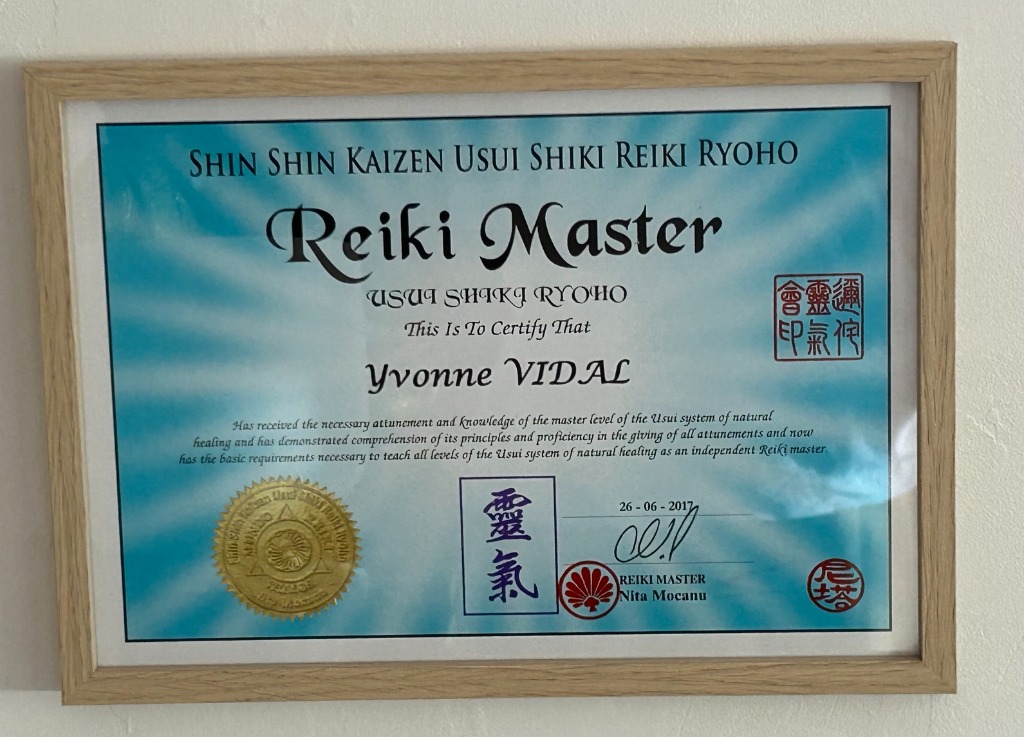 SHIN SHIN KAIZEN USUI SHIKI REIKI RYOHO
Reiki Master
USUI SHIKI RYOHO
This Is To Certify That
Yvonne VIDAL
Has received the necessary attunement and knowledge of the master level of the Usui system of natural
healing and has demonstrated comprehension of its principles and proficiency in the giving of all attunements and now
has the basic requirements necessary to teach all levels of the Usui system of natural healing as an independent Reiki master.
靈氣
26 - 06 - 2017
REIKI MASTER
Nita Mocanu
尼塔